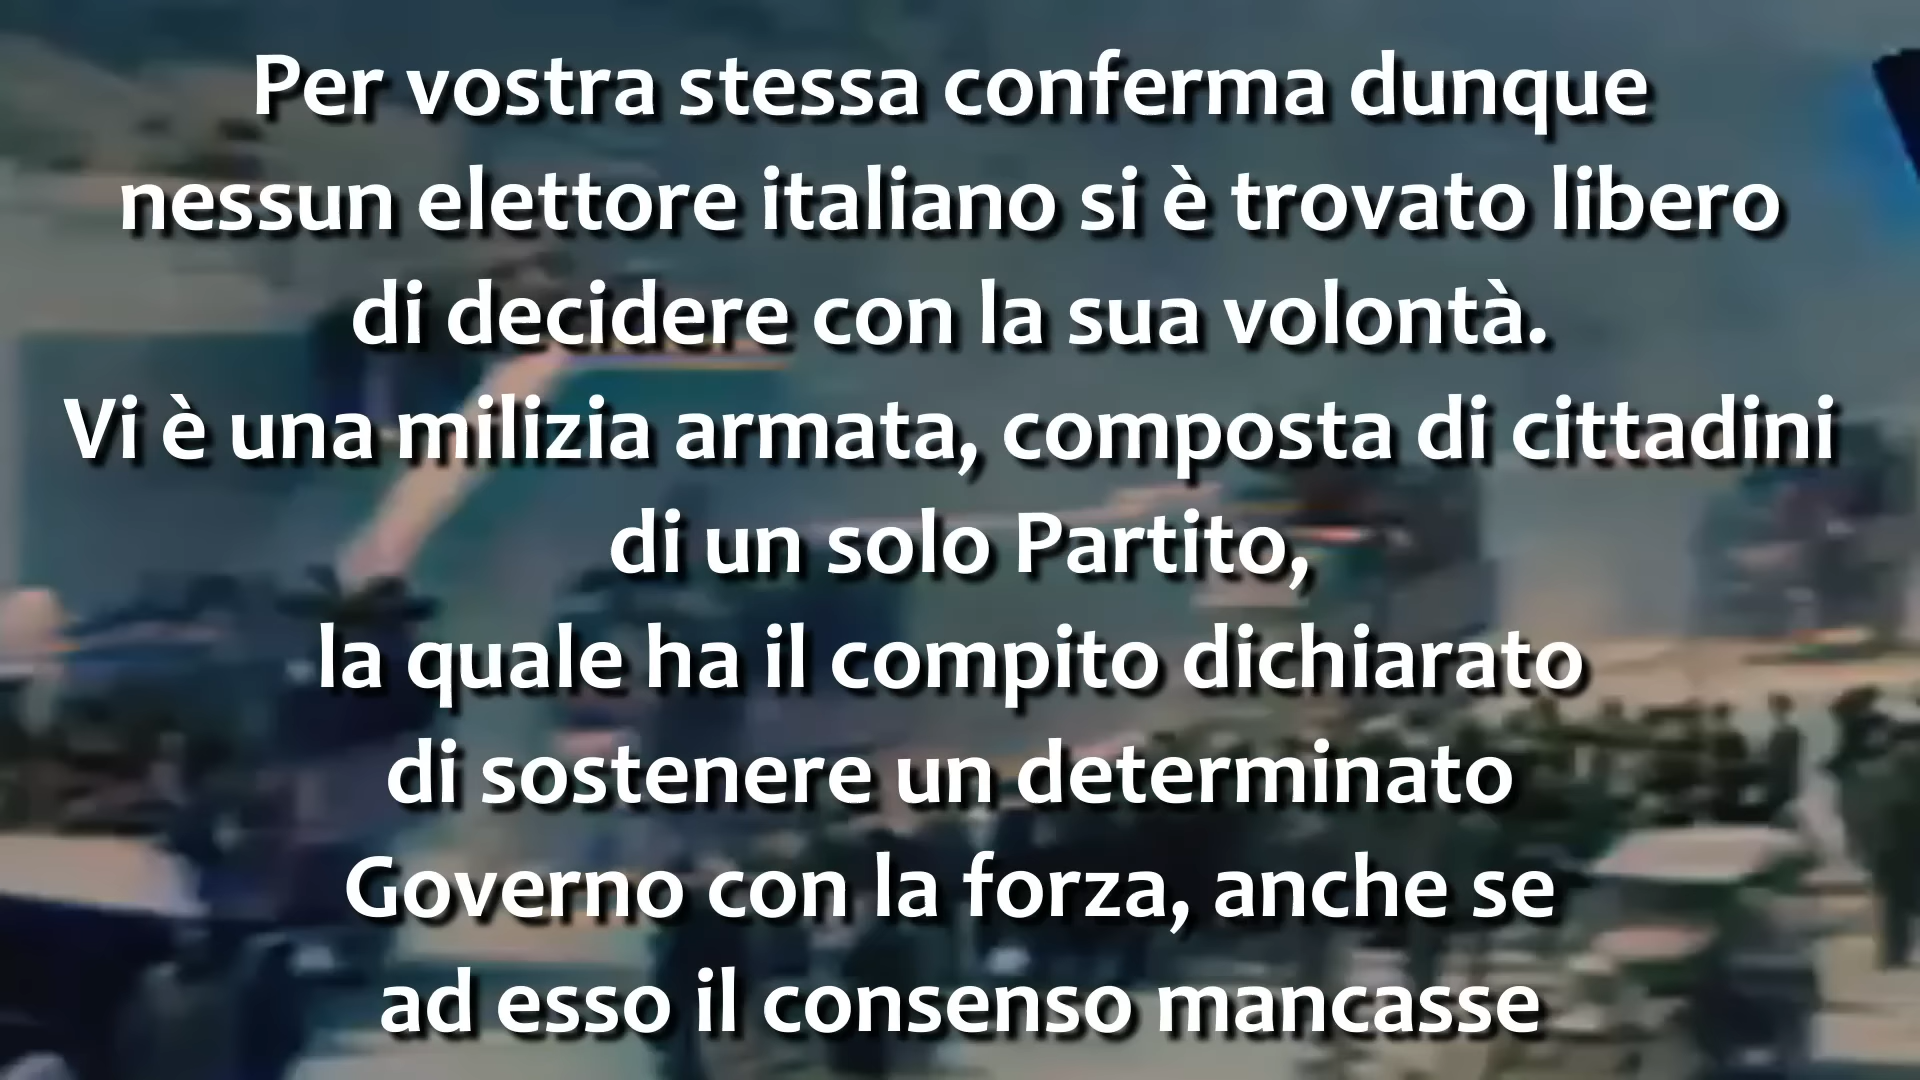 Per vostra stessa conferma dunque
nessun elettore italiano si è trovato libero
di decidere con la sua volontà.
Vi è una milizia armata, composta di cittadini
di un solo Partito,
la quale ha il compito dichiarato
di sostenere un determinato
Governo con la forza, anche se
ad esso il consenso mancasse